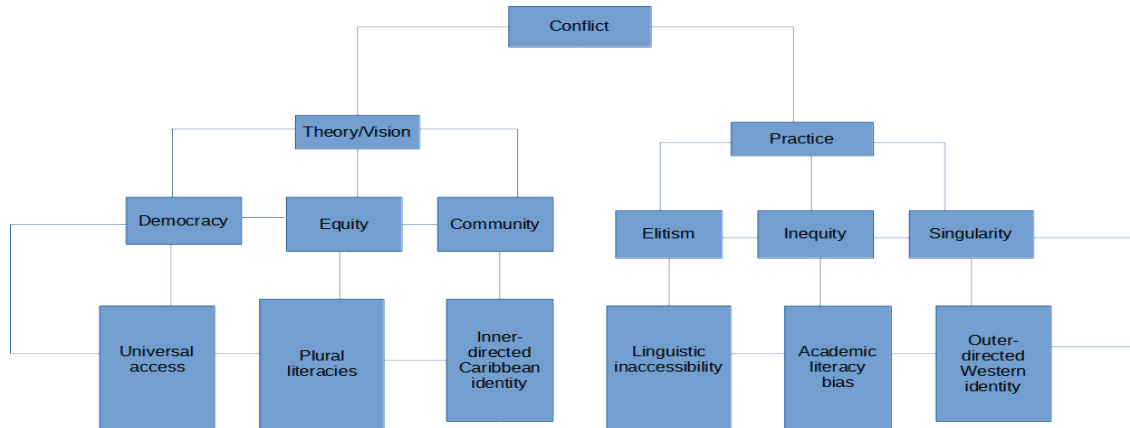 Conflict
Theory/Vision
Practice
Democracy
Equity
Community
Elitism
Inequity
Singularity
Universal
access
Plural
literacies
Inner-
directed
Caribbean
identity
Linguistic
inaccessibility
Academic
literacy
bias
Outer-
directed
Western
identity